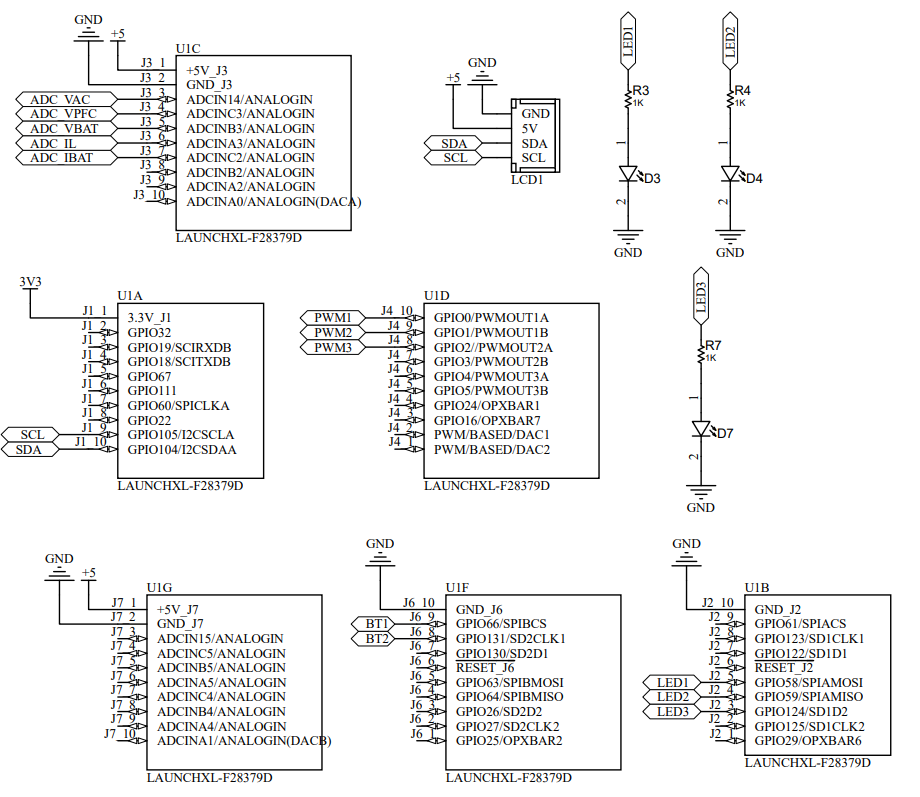 GND
+5
U1C
J3 1 +5V_J3
J3 2 GND_J3
ADC_VAC J3 3 ADCIN14/ANALOGIN
ADC_VPFC J3 4 ADCINC3/ANALOGIN
ADC_VBAT J3 5 ADCINB3/ANALOGIN
ADC_IL J3 6 ADCINA3/ANALOGIN
ADC_IBAT J3 7 ADCINC2/ANALOGIN
J3 8 ADCINB2/ANALOGIN
J3 9 ADCINA2/ANALOGIN
J3 10 ADCINA0/ANALOGIN(DACA)
LAUNCHXL-F28379D
GND
+5
GND
5V
SDA SDA
SCL SCL
LCD1
LED1
R3
1K
1
D3
2
GND
LED2
R4
1K
1
D4
2
GND
3V3
U1A
J1 1 3.3V_J1
J1 2 GPIO32
J1 3 GPIO19/SCIRXDB
J1 4 GPIO18/SCITXDB
J1 5 GPIO67
J1 6 GPIO111
J1 7 GPIO60/SPICLKA
J1 8 GPIO22
SCL J1 9 GPIO105/I2CSCLA
SDA J1 10 GPIO104/I2CSDAA
LAUNCHXL-F28379D
U1D
PWM1 J4 10 GPIO0/PWMOUT1A
PWM2 J4 9 GPIO1/PWMOUT1B
PWM3 J4 8 GPIO2//PWMOUT2A
J4 7 GPIO3/PWMOUT2B
J4 6 GPIO4/PWMOUT3A
J4 5 GPIO5/PWMOUT3B
J4 4 GPIO24/OPXBAR1
J4 3 GPIO16/OPXBAR7
J4 2 PWM/BASED/DAC1
J4 1 PWM/BASED/DAC2
LAUNCHXL-F28379D
LED3
R7
1K
1
D7
2
GND
GND
+5
U1G
J7 1 +5V_J7
J7 2 GND_J7
J7 3 ADCIN15/ANALOGIN
J7 4 ADCINC5/ANALOGIN
J7 5 ADCINB5/ANALOGIN
J7 6 ADCINA5/ANALOGIN
J7 7 ADCINC4/ANALOGIN
J7 8 ADCINB4/ANALOGIN
J7 9 ADCINA4/ANALOGIN
J7 10 ADCINA1/ANALOGIN(DACB)
LAUNCHXL-F28379D
GND
U1F
J6 10 GND_J6
BT1 J6 9 GPIO66/SPIBCS
BT2 J6 8 GPIO131/SD2CLK1
J6 7 GPIO130/SD2D1
J6 6 RESET_J6
J6 5 GPIO63/SPIBMOSI
J6 4 GPIO64/SPIBMISO
J6 3 GPIO26/SD2D2
J6 2 GPIO27/SD2CLK2
J6 1 GPIO25/OPXBAR2
LAUNCHXL-F28379D
GND
U1B
J2 10 GND_J2
J2 9 GPIO61/SPIACS
J2 8 GPIO123/SD1CLK1
J2 7 GPIO122/SD1D1
J2 6 RESET_J2
LED1 J2 5 GPIO58/SPIAMOSI
LED2 J2 4 GPIO59/SPIAMISO
LED3 J2 3 GPIO124/SD1D2
J2 2 GPIO125/SD1CLK2
J2 1 GPIO29/OPXBAR6
LAUNCHXL-F28379D